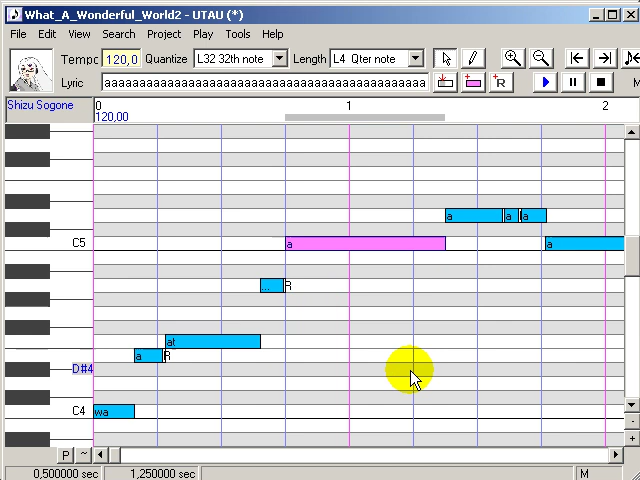 What_A_Wonderful_World2 - UTAU (*)
File Edit View Search Project Play Tools Help
Tempo 120,0 Quantize L32 32th note Length L4 Qter note
Lyric aaaaaaaaaaaaaaaaaaaaaaaaaaaaaaaaaaaaaaaaaaaaa +R
Shizu Sogone 0 1 2
120,00
a a a
C5 a a
... R
at
a R
D#4
C4 wa
P ~
0,500000 sec 1,250000 sec M